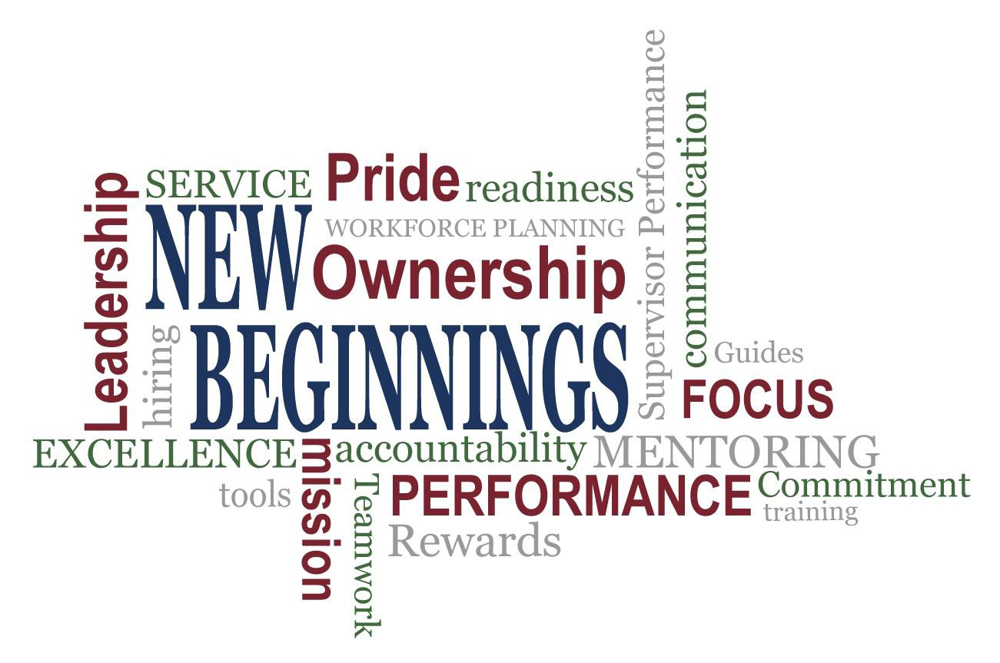 Supervisor Performance
communication
Leadership
SERVICE
Pride
readiness
NEW
WORKFORCE PLANNING
Ownership
hiring
BEGINNINGS
Guides
FOCUS
EXCELLENCE
mission
accountability
MENTORING
tools
Teamwork
PERFORMANCE
Commitment
training
Rewards